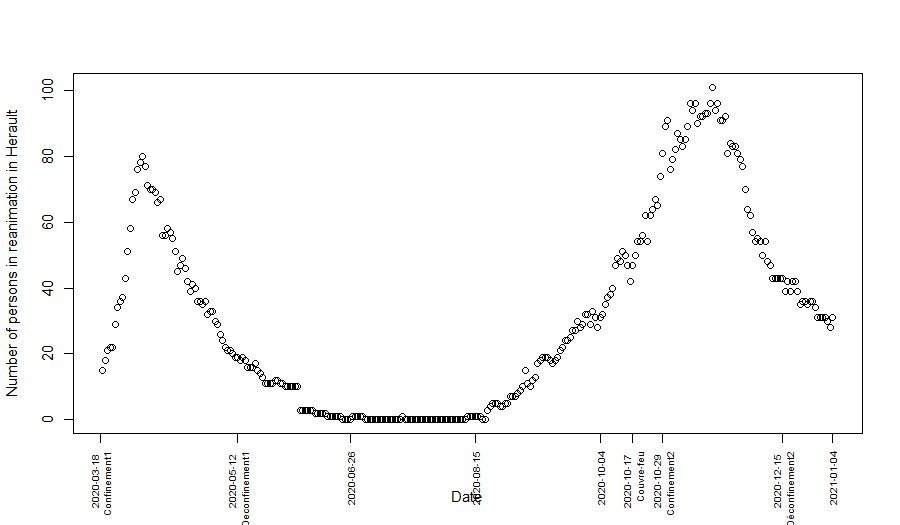 Number of persons in reanimation in Herault
100
80
60
40
20
0
2020-03-18
Confinement1
2020-05-12
Déconfinement1
2020-06-26
2020-08-15
2020-10-04
2020-10-17
Couvre-feu
2020-10-29
Confinement2
2020-12-15
Déconfinement2
2021-01-04
Date